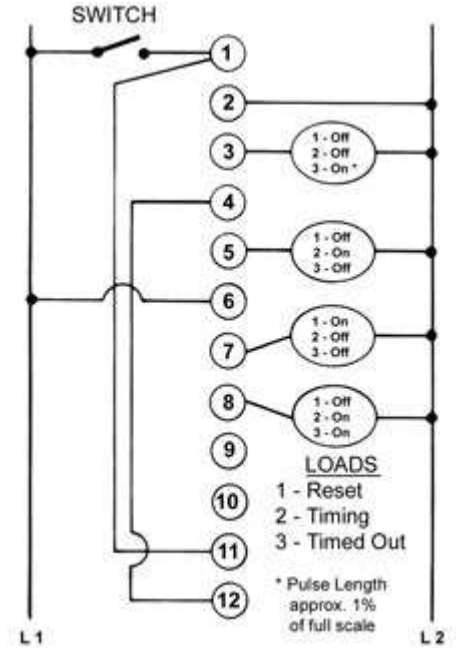 SWITCH
1
2
3
1 - Off
2 - Off
3 - On *
4
5
1 - Off
2 - On
3 - Off
6
7
1 - On
2 - Off
3 - Off
8
1 - Off
2 - On
3 - On
9
10
11
12
LOADS
1 - Reset
2 - Timing
3 - Timed Out
* Pulse Length
approx. 1%
of full scale
L 1
L 2